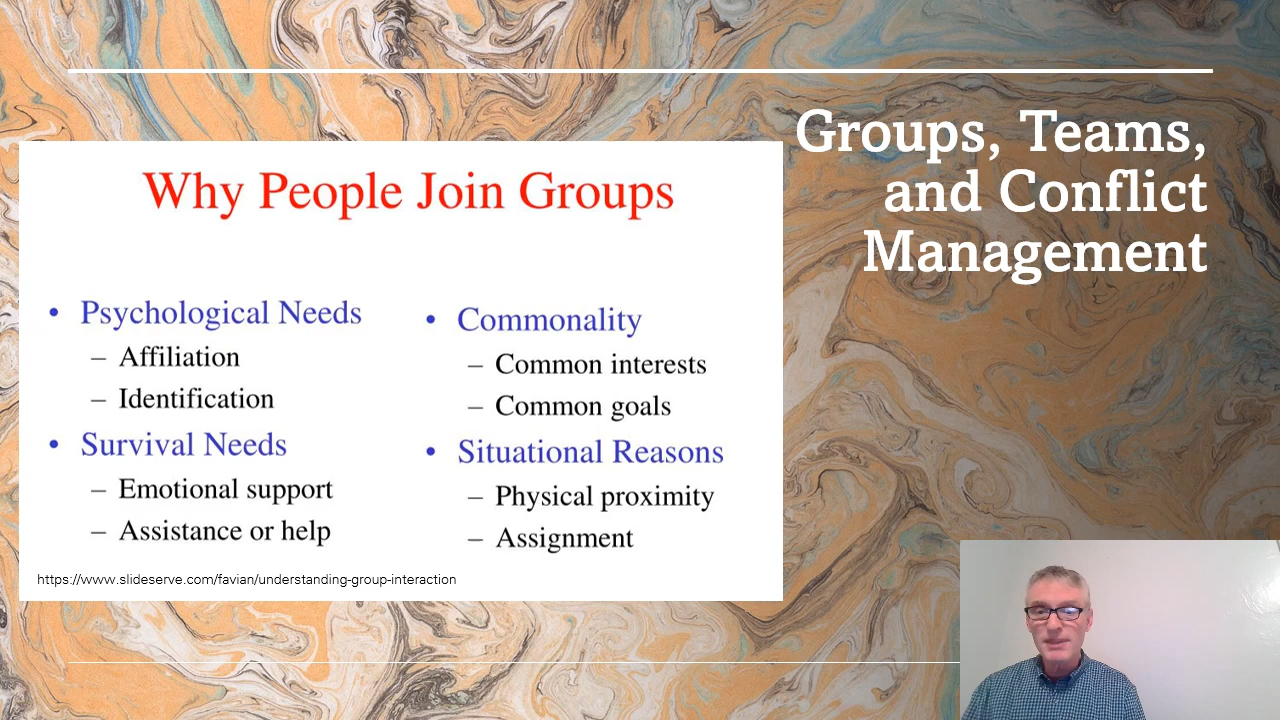 Groups, Teams,
and Conflict
Management
Why People Join Groups
• Psychological Needs
– Affiliation
– Identification
• Survival Needs
– Emotional support
– Assistance or help
• Commonality
– Common interests
– Common goals
• Situational Reasons
– Physical proximity
– Assignment
https://www.slideserve.com/favian/understanding-group-interaction